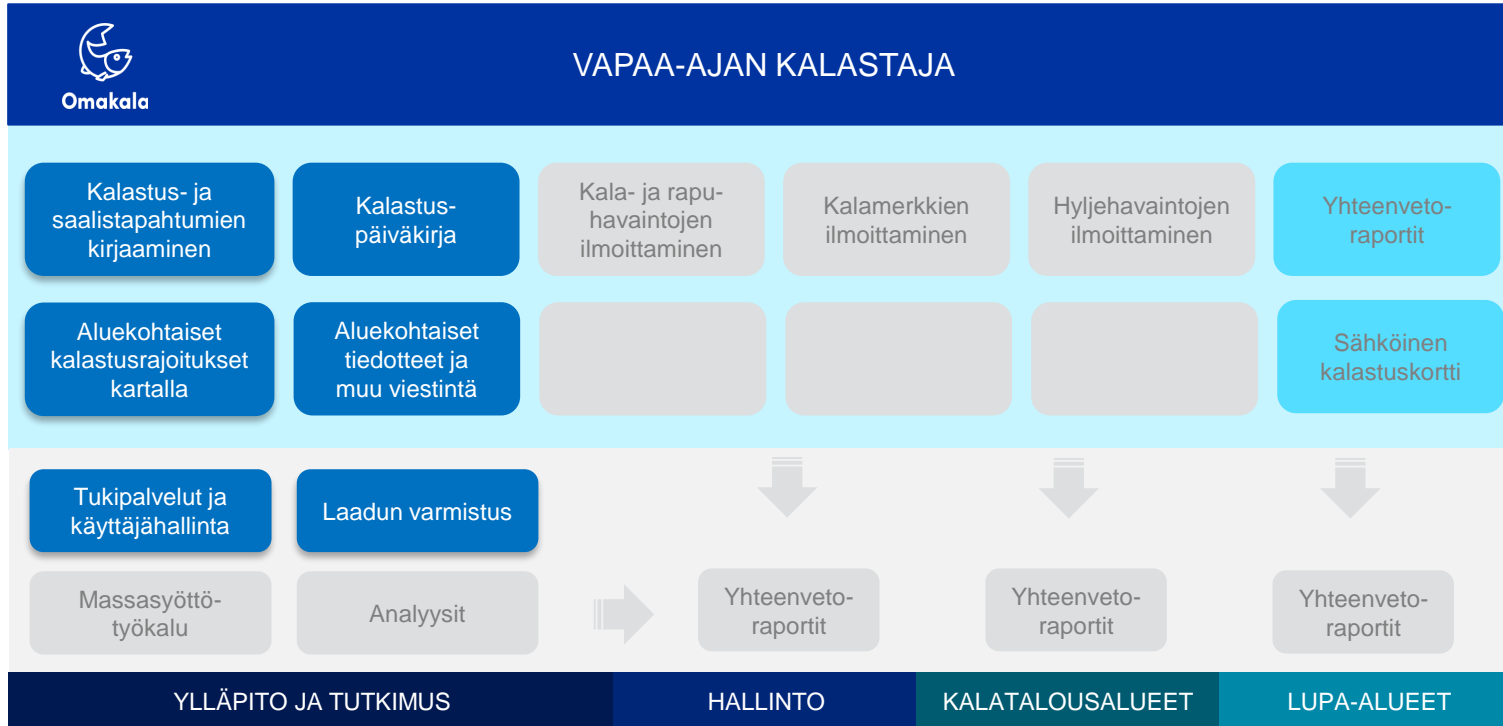 Omakala
VAPAA-AJAN KALASTAJA
Kalastus- ja
saalistapahtumien
kirjaaminen
Kalastus-
päiväkirja
Kala- ja rapu-
havaintojen
ilmoittaminen
Kalamerkkien
ilmoittaminen
Hyljehavaintojen
ilmoittaminen
Yhteenveto-
raportit
Aluekohtaiset
kalastusrajoitukset
kartalla
Aluekohtaiset
tiedotteet ja
muu viestintä
Sähköinen
kalastuskortti
Tukipalvelut ja
käyttäjähallinta
Laadun varmistus
Massasyöttö-
työkalu
Analyysit
Yhteenveto-
raportit
Yhteenveto-
raportit
Yhteenveto-
raportit
YLLÄPITO JA TUTKIMUS
HALLINTO
KALATALOUSALUEET
LUPA-ALUEET